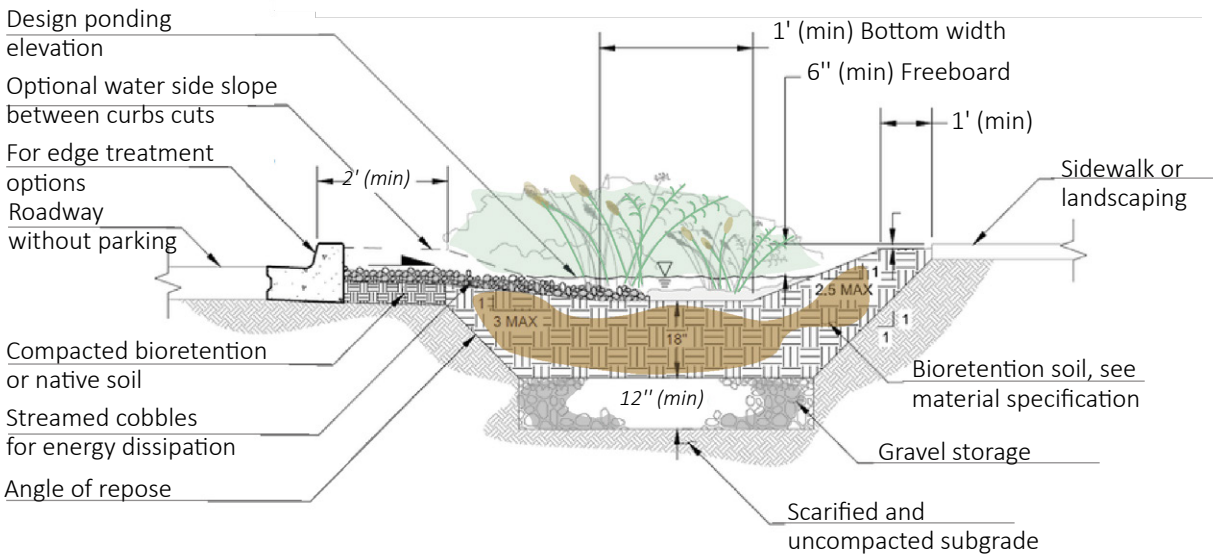 Design ponding
elevation
Optional water side slope
between curbs cuts
For edge treatment
options
Roadway
without parking
2' (min)
1' (min) Bottom width
6'' (min) Freeboard
1' (min)
Sidewalk or
landscaping
1
3 MAX
18"
1
2.5 MAX
1
1
12'' (min)
Compacted bioretention
or native soil
Streamed cobbles
for energy dissipation
Angle of repose
Bioretention soil, see
material specification
Gravel storage
Scarified and
uncompacted subgrade